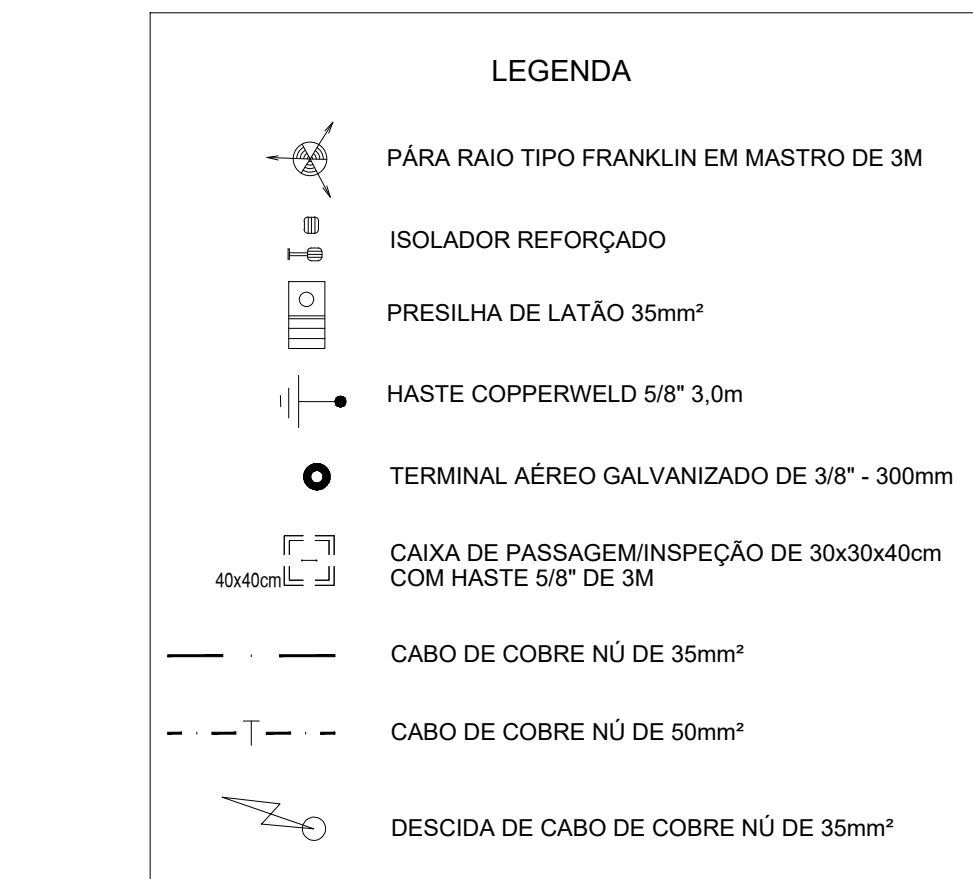 LEGENDA
PÁRA RAIO TIPO FRANKLIN EM MASTRO DE 3M
ISOLADOR REFORÇADO
PRESILHA DE LATÃO 35mm²
HASTE COPPERWELD 5/8" 3,0m
TERMINAL AÉREO GALVANIZADO DE 3/8" - 300mm
CAIXA DE PASSAGEM/INSPEÇÃO DE 30x30x40cm
40x40cm COM HASTE 5/8" DE 3M
CABO DE COBRE NÚ DE 35mm²
T
CABO DE COBRE NÚ DE 50mm²
DESCIDA DE CABO DE COBRE NÚ DE 35mm²